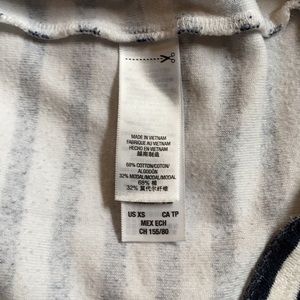 MADE IN VIETNAM
FABRIQUÉ AU VIETNAM
HECHO EN VIETNAM
越南制造
68% COTTON/COTON/
ALGODÓN
32% MODAL/MODAL/MODAL
68% 棉
32% 莫代尔纤维
US XS CA TP
MEX ECH
CH 155/80